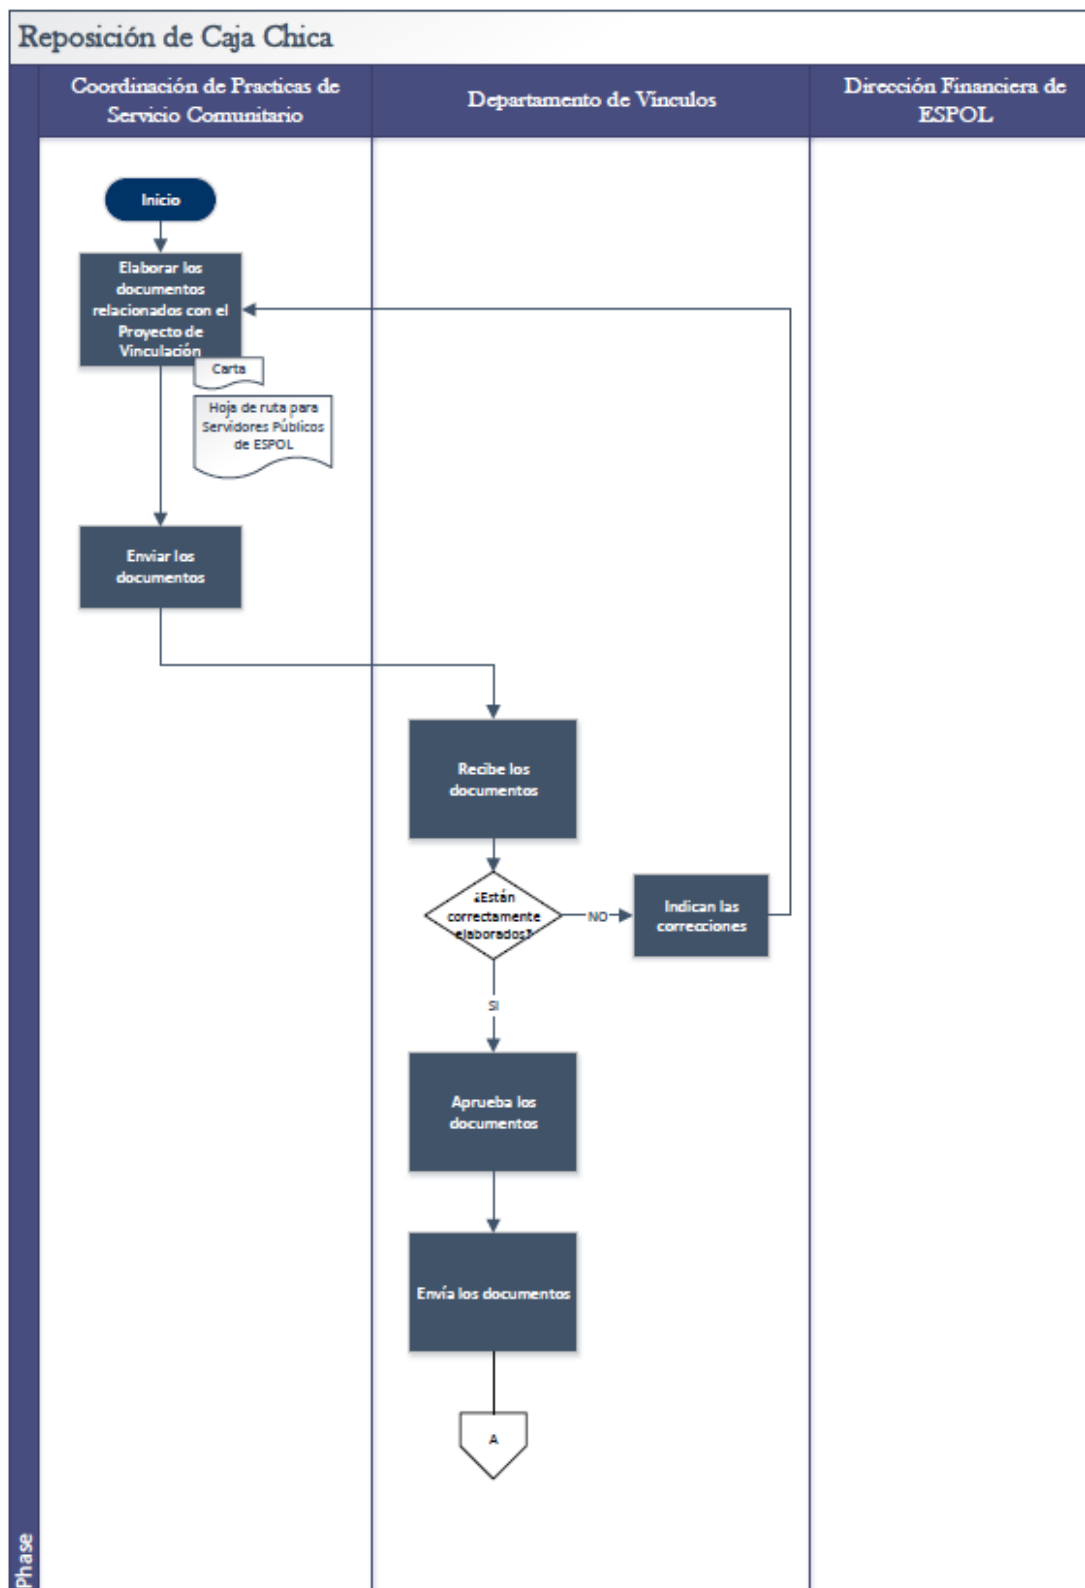 Reposición de Caja Chica
Coordinación de Practicas de
Servicio Comunitario
Departamento de Vínculos
Dirección Financiera de
ESPOL
Inicio
Elaborar los
documentos
relacionados con el
Proyecto de
Vinculación
Carta
Hoja de ruta para
Servidores Públicos
de ESPOL
Enviar los
documentos
Recibe los
documentos
¿Están
correctamente
elaborados?
NO
Indican las
correcciones
SI
Aprueba los
documentos
Envía los documentos
A
Phase